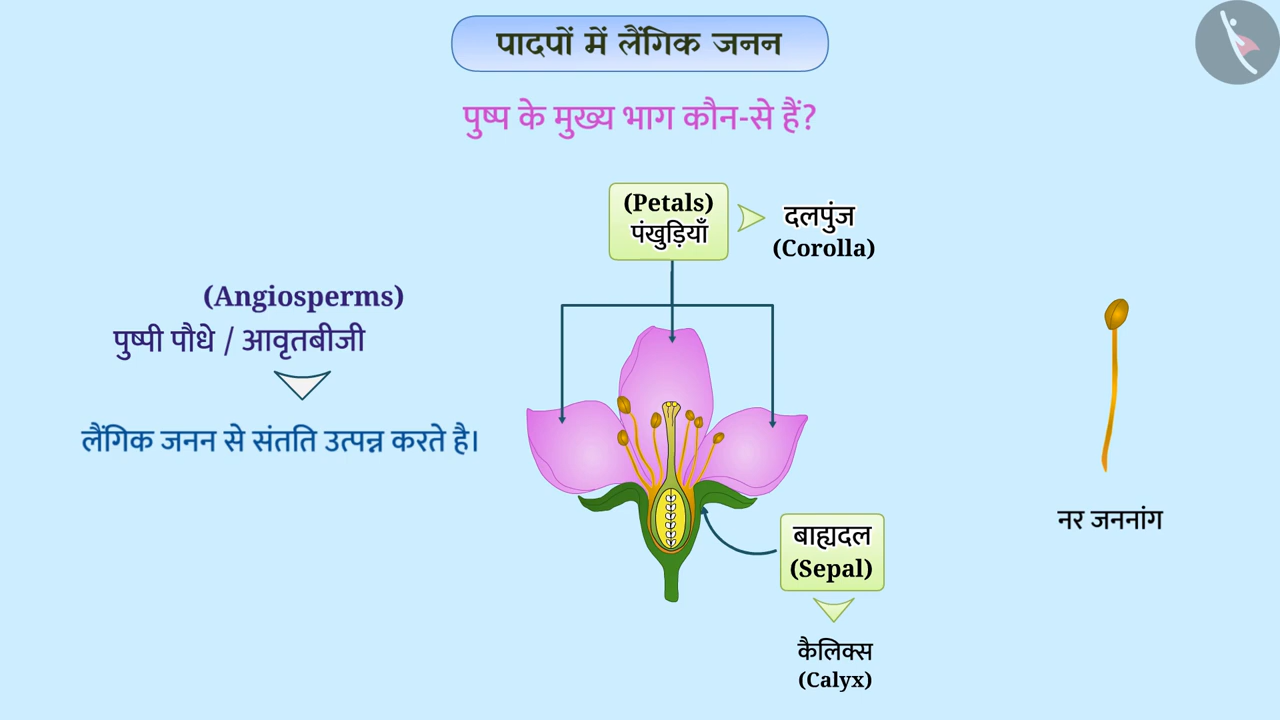 पादपों में लैंगिक जनन
पुष्प के मुख्य भाग कौन-से हैं?
(Petals)
पंखुड़ियाँ
दलपुंज
(Corolla)
(Angiosperms)
पुष्पी पौधे / आवृतबीजी
लैंगिक जनन से संतति उत्पन्न करते है।
नर जननांग
बाह्यदल
(Sepal)
कैलिक्स
(Calyx)